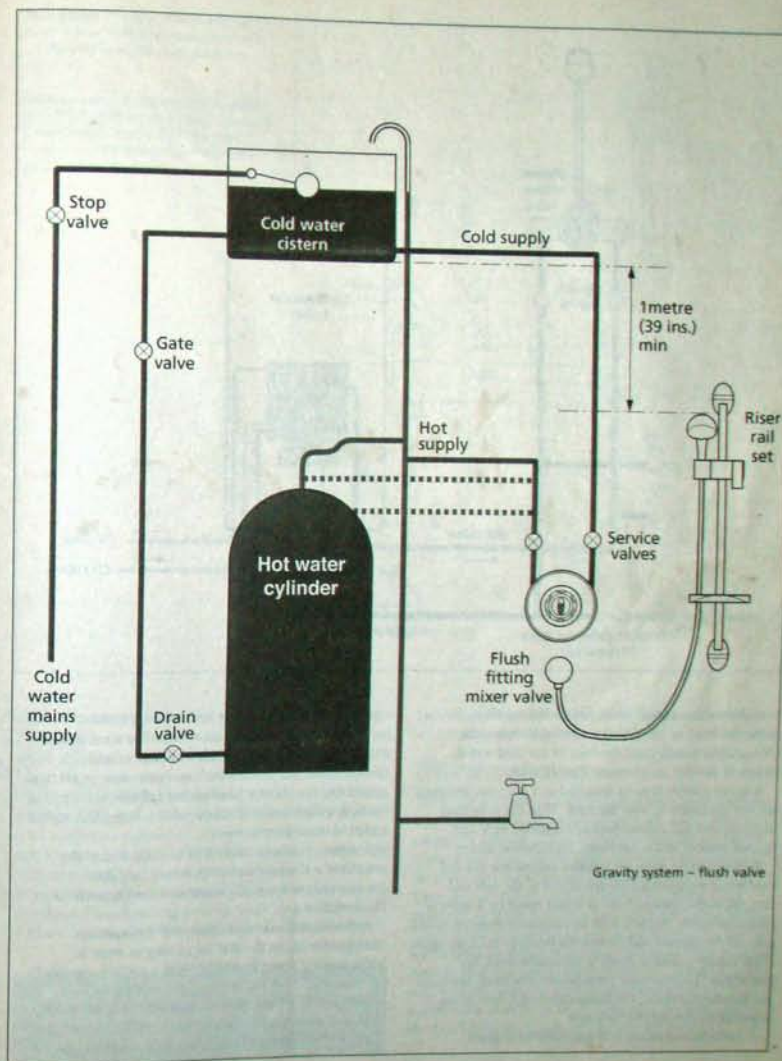 Stop
valve
Cold water
cistern
Cold supply
1metre
(39 ins.)
min
Gate
valve
Riser
rail
set
Hot
supply
Hot water
cylinder
Service
valves
Flush
fitting
mixer valve
Cold
water
mains
supply
Drain
valve
Gravity system – flush valve